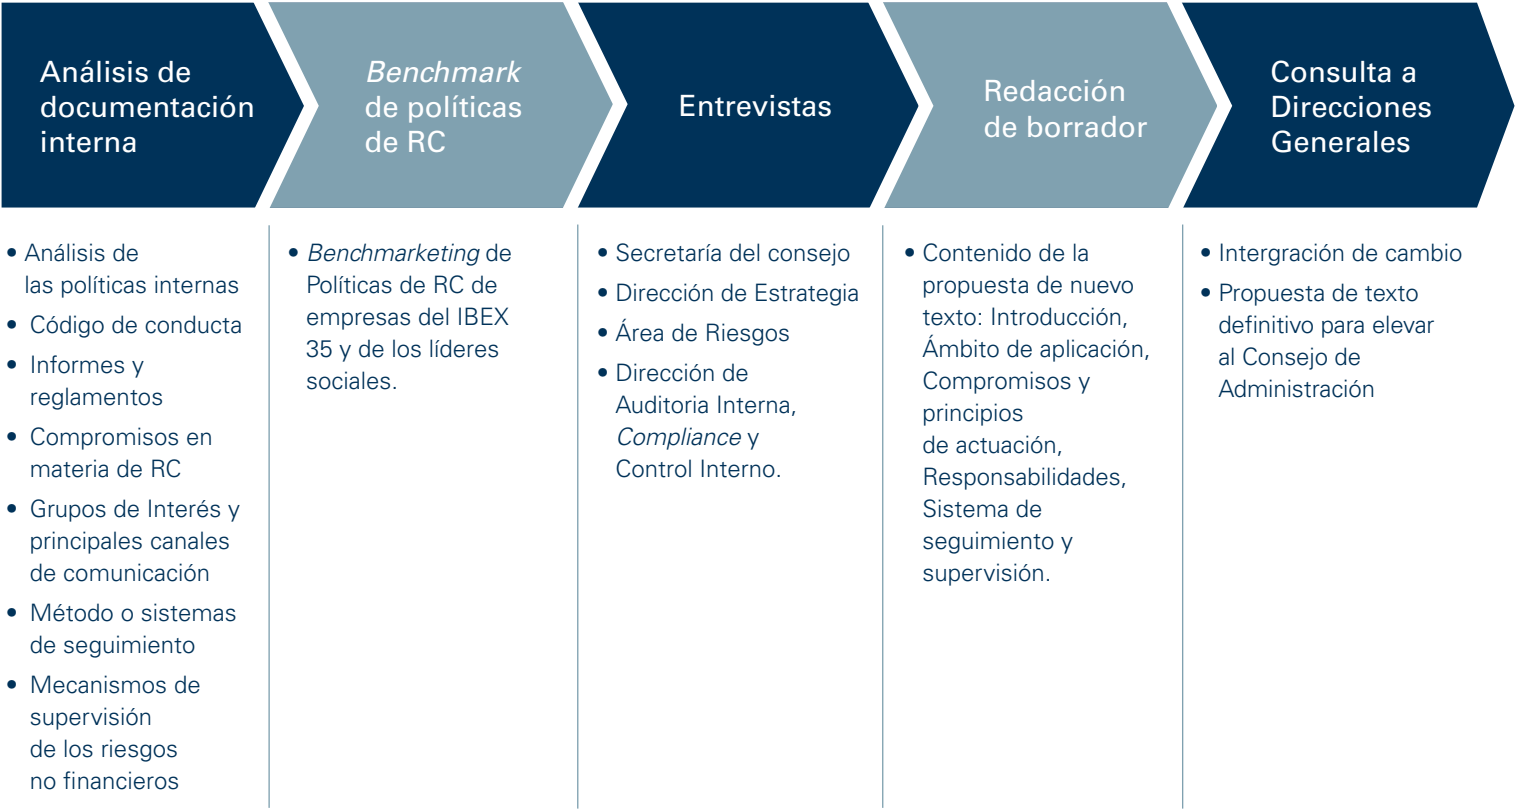 Análisis de
documentación
interna
Benchmark
de políticas
de RC
Entrevistas
Redacción
de borrador
Consulta a
Direcciones
Generales
• Análisis de
las políticas internas
• Código de conducta
• Informes y
reglamentos
• Compromisos en
materia de RC
• Grupos de Interés y
principales canales
de comunicación
• Método o sistemas
de seguimiento
• Mecanismos de
supervisión
de los riesgos
no financieros
• Benchmarketing de
Políticas de RC de
empresas del IBEX
35 y de los líderes
sociales.
• Secretaría del consejo
• Dirección de Estrategia
• Área de Riesgos
• Dirección de
Auditoria Interna,
Compliance y
Control Interno.
• Contenido de la
propuesta de nuevo
texto: Introducción,
Ámbito de aplicación,
Compromisos y
principios
de actuación,
Responsabilidades,
Sistema de
seguimiento y
supervisión.
• Intergración de cambio
• Propuesta de texto
definitivo para elevar
al Consejo de
Administración